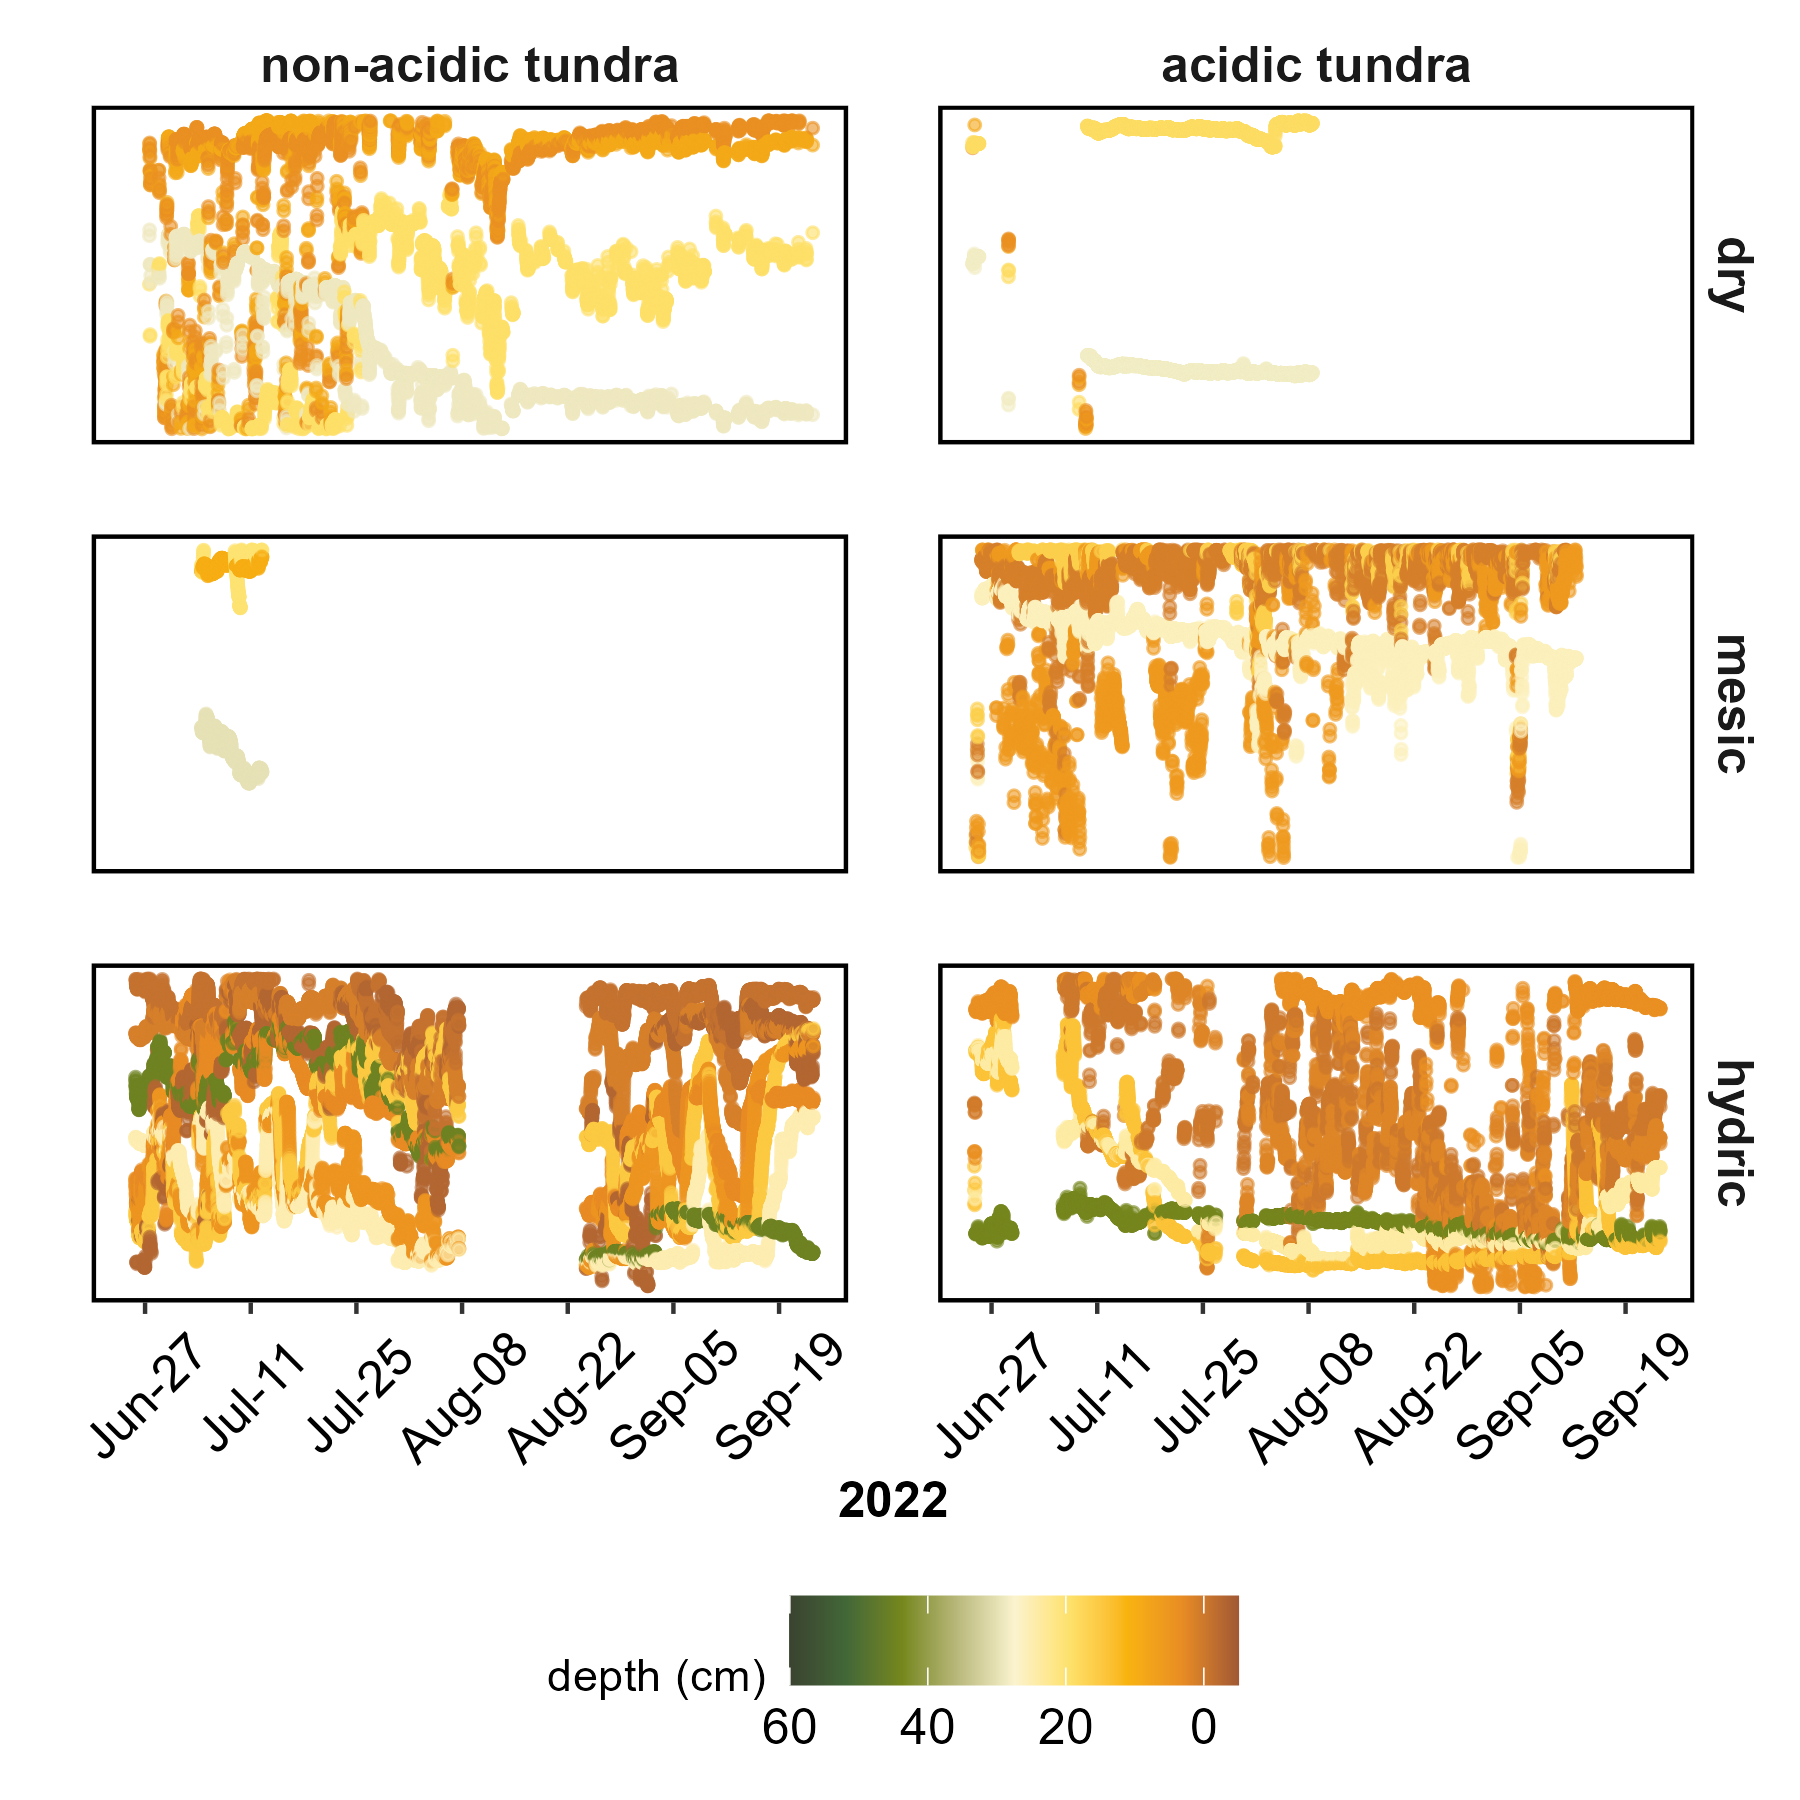 non-acidic tundra
acidic tundra
dry
mesic
hydric
Jun-27
Jul-11
Jul-25
Aug-08
Aug-22
Sep-05
Sep-19
Jun-27
Jul-11
Jul-25
Aug-08
Aug-22
Sep-05
Sep-19
2022
depth (cm)
60
40
20
0